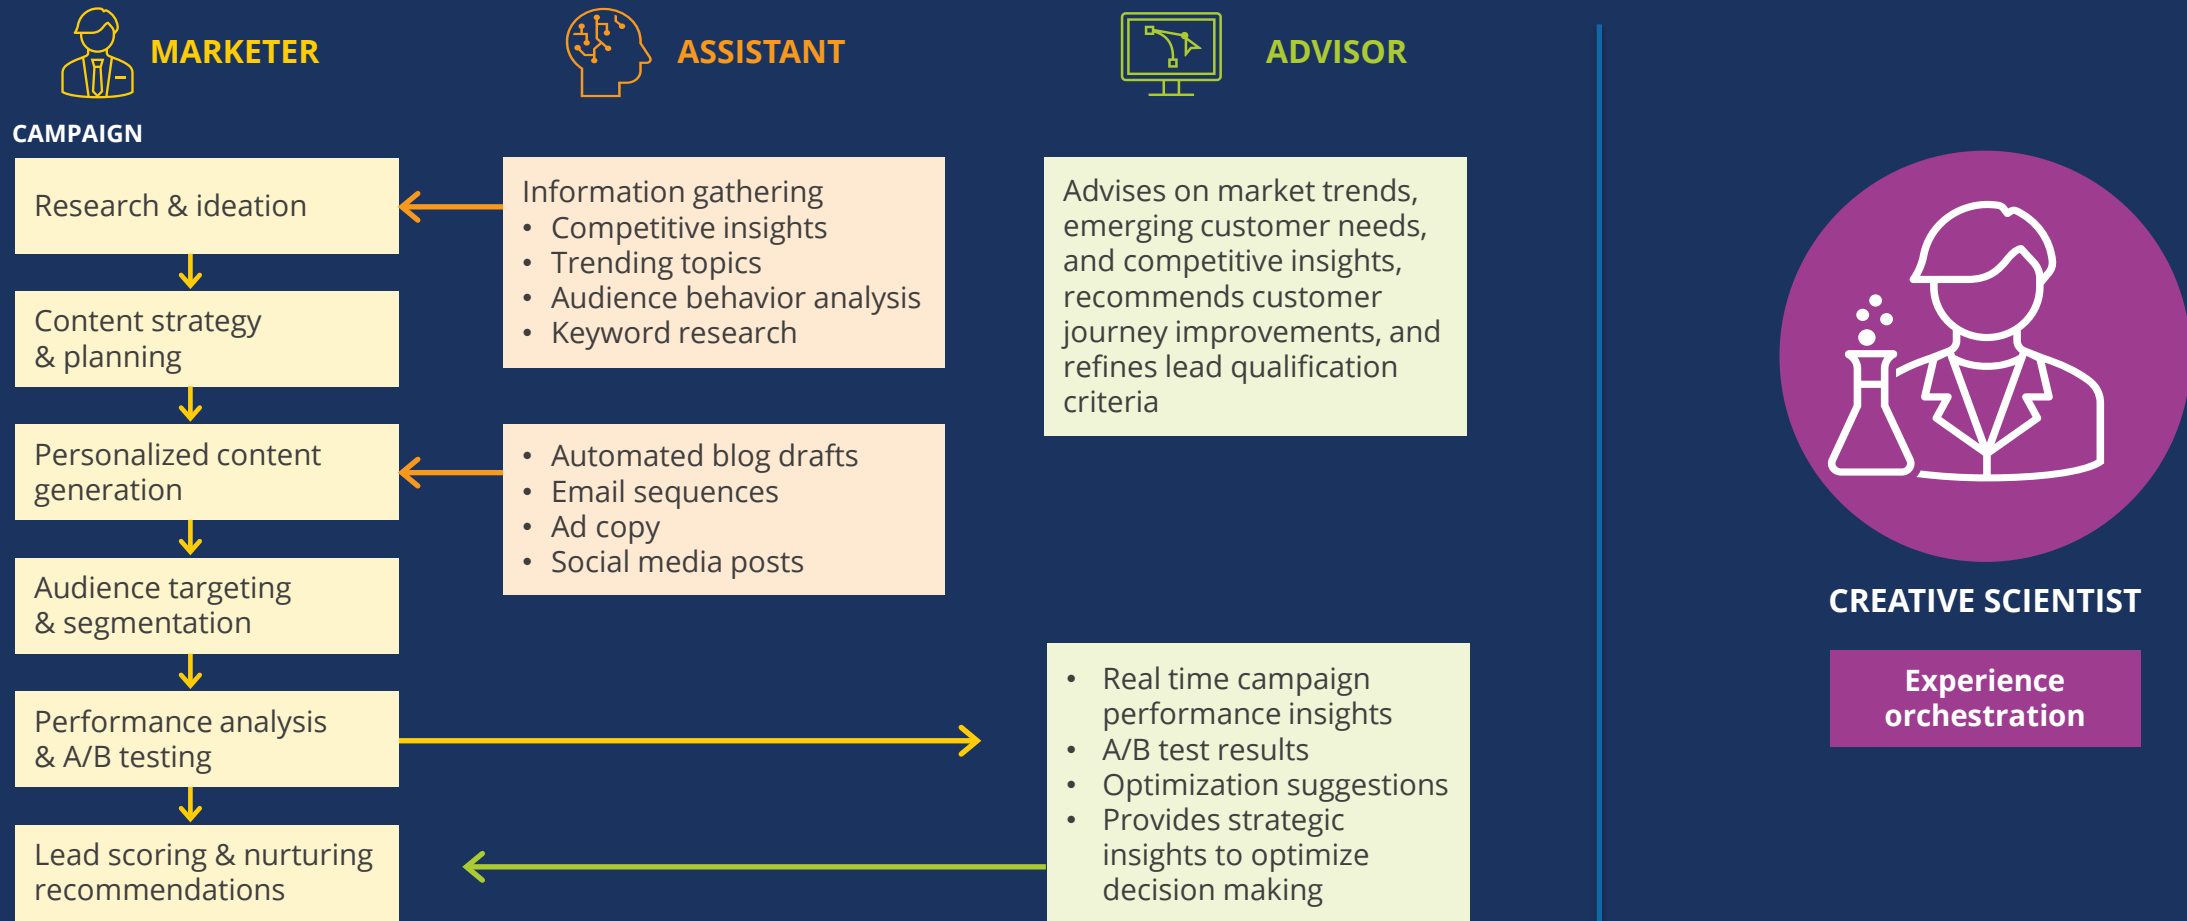 MARKETER
ASSISTANT
ADVISOR
CAMPAIGN
Research & ideation
Content strategy
& planning
Personalized content
generation
Audience targeting
& segmentation
Performance analysis
& A/B testing
Lead scoring & nurturing
recommendations
Information gathering
• Competitive insights
• Trending topics
• Audience behavior analysis
• Keyword research
• Automated blog drafts
• Email sequences
• Ad copy
• Social media posts
Advises on market trends,
emerging customer needs,
and competitive insights,
recommends customer
journey improvements, and
refines lead qualification
criteria
• Real time campaign
performance insights
• A/B test results
• Optimization suggestions
• Provides strategic
insights to optimize
decision making
CREATIVE SCIENTIST
Experience
orchestration